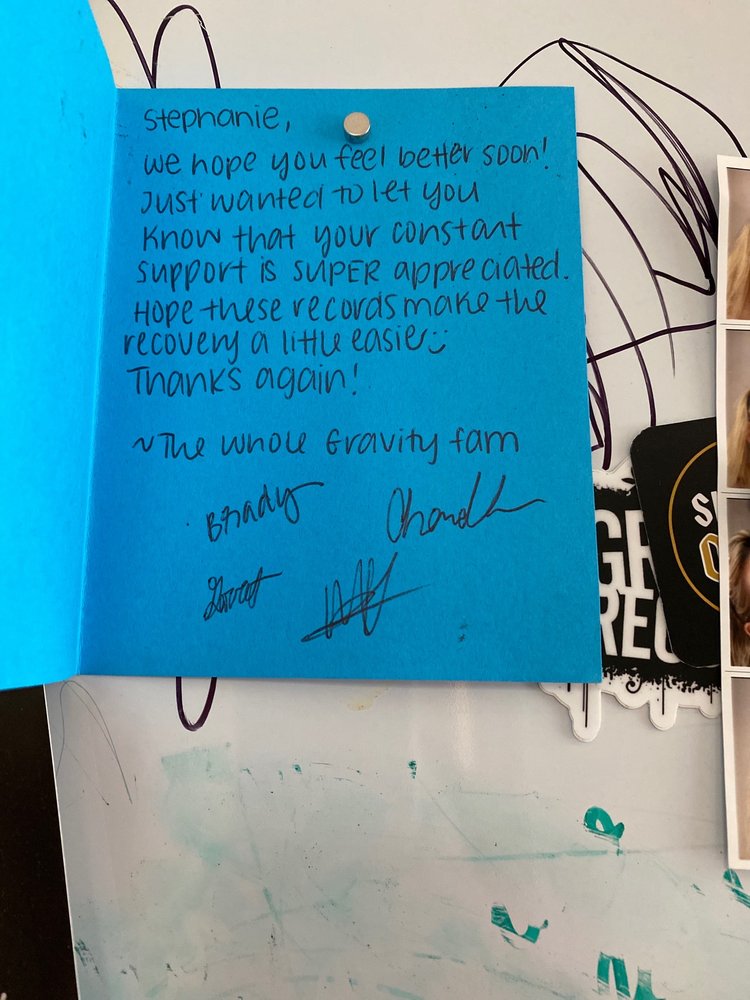 Stephanie,
We hope you feel better soon!
Just wanted to let you
know that your constant
support is SUPER appreciated.
Hope these records make the
recovery a little easier :)
Thanks again!
~The whole Gravity fam
Brady